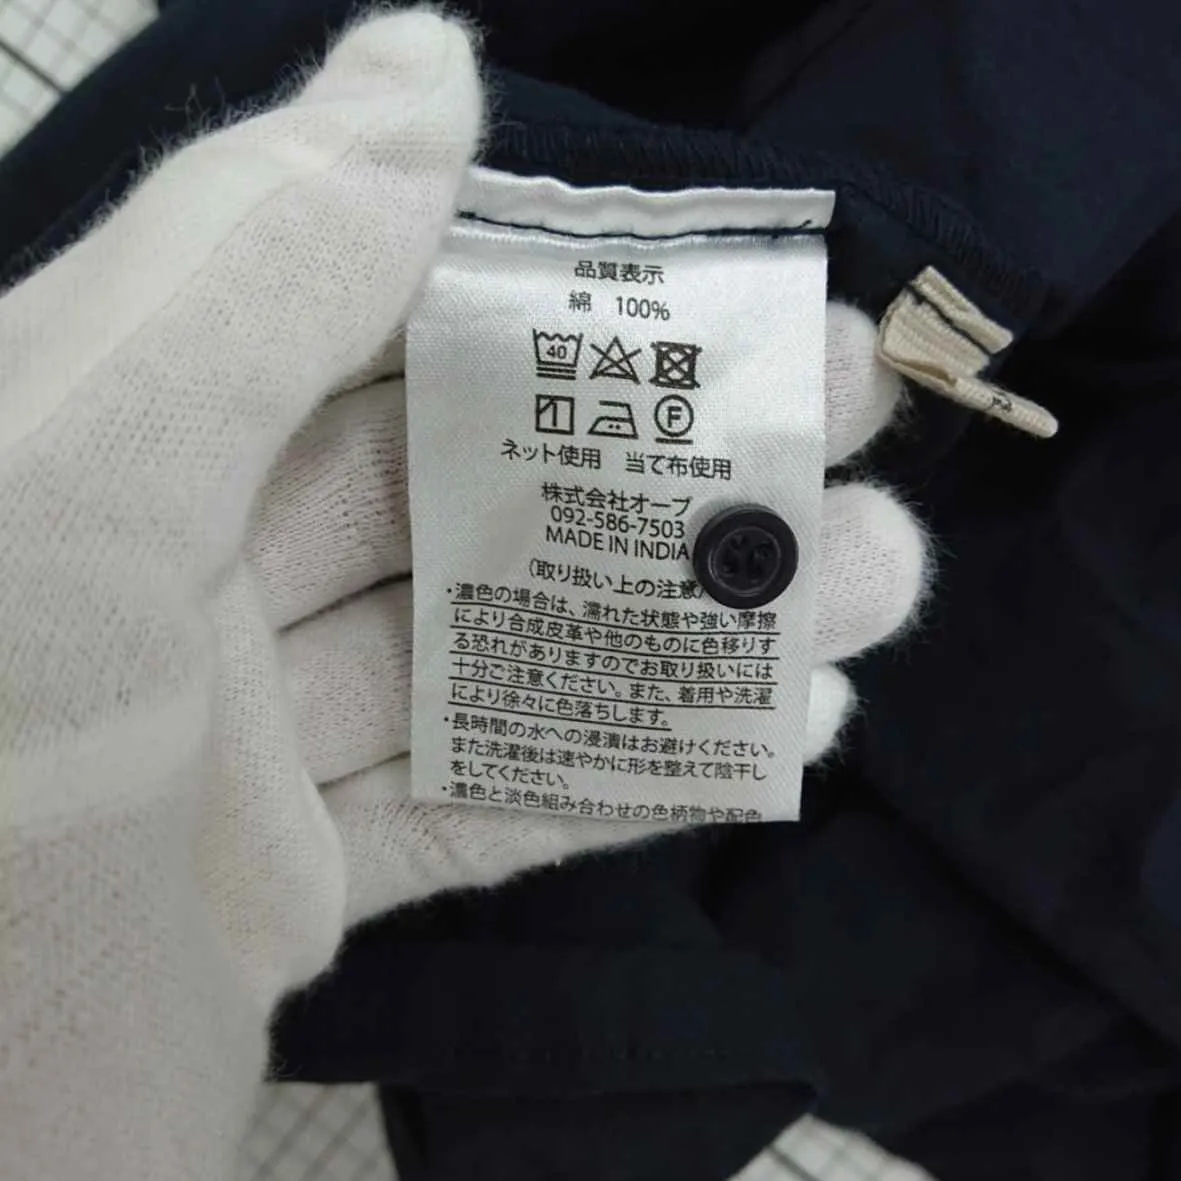 品質表示
綿 100%
40
F
ネット使用 当て布使用
株式会社オーブ
092-586-7503
MADE IN INDIA
(取り扱い上の注意
・濃色の場合は、濡れた状態や強い摩擦
により合成皮革や他のものに色移りす
る恐れがありますのでお取り扱いには
十分ご注意ください。また、着用や洗濯
により徐々に色落ちします。
・長時間の水への浸漬はお避けください。
また洗濯後は速やかに形を整えて陰干し
をしてください。
・濃色と淡色組み合わせの色柄物や配色